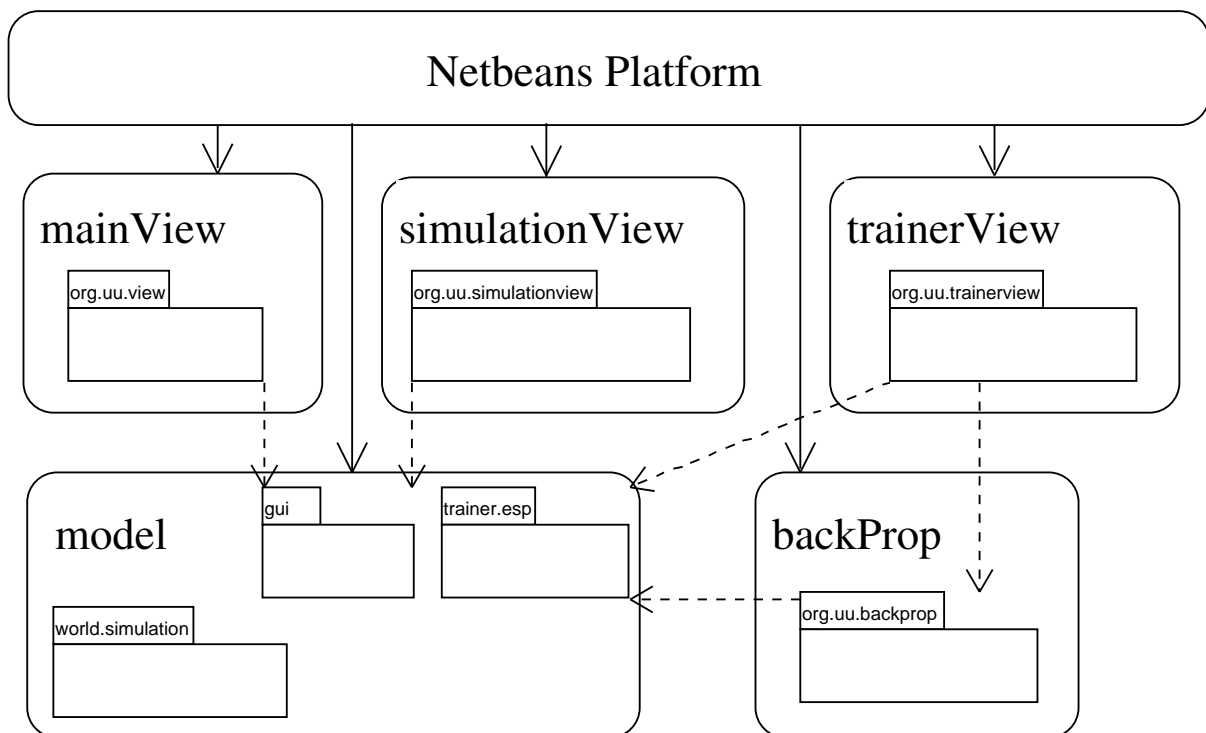 Netbeans Platform
mainView
simulationView
trainerView
org.uu.view
org.uu.simulationview
org.uu.trainerview
gui
trainer.esp
model
backProp
world.simulation
org.uu.backprop